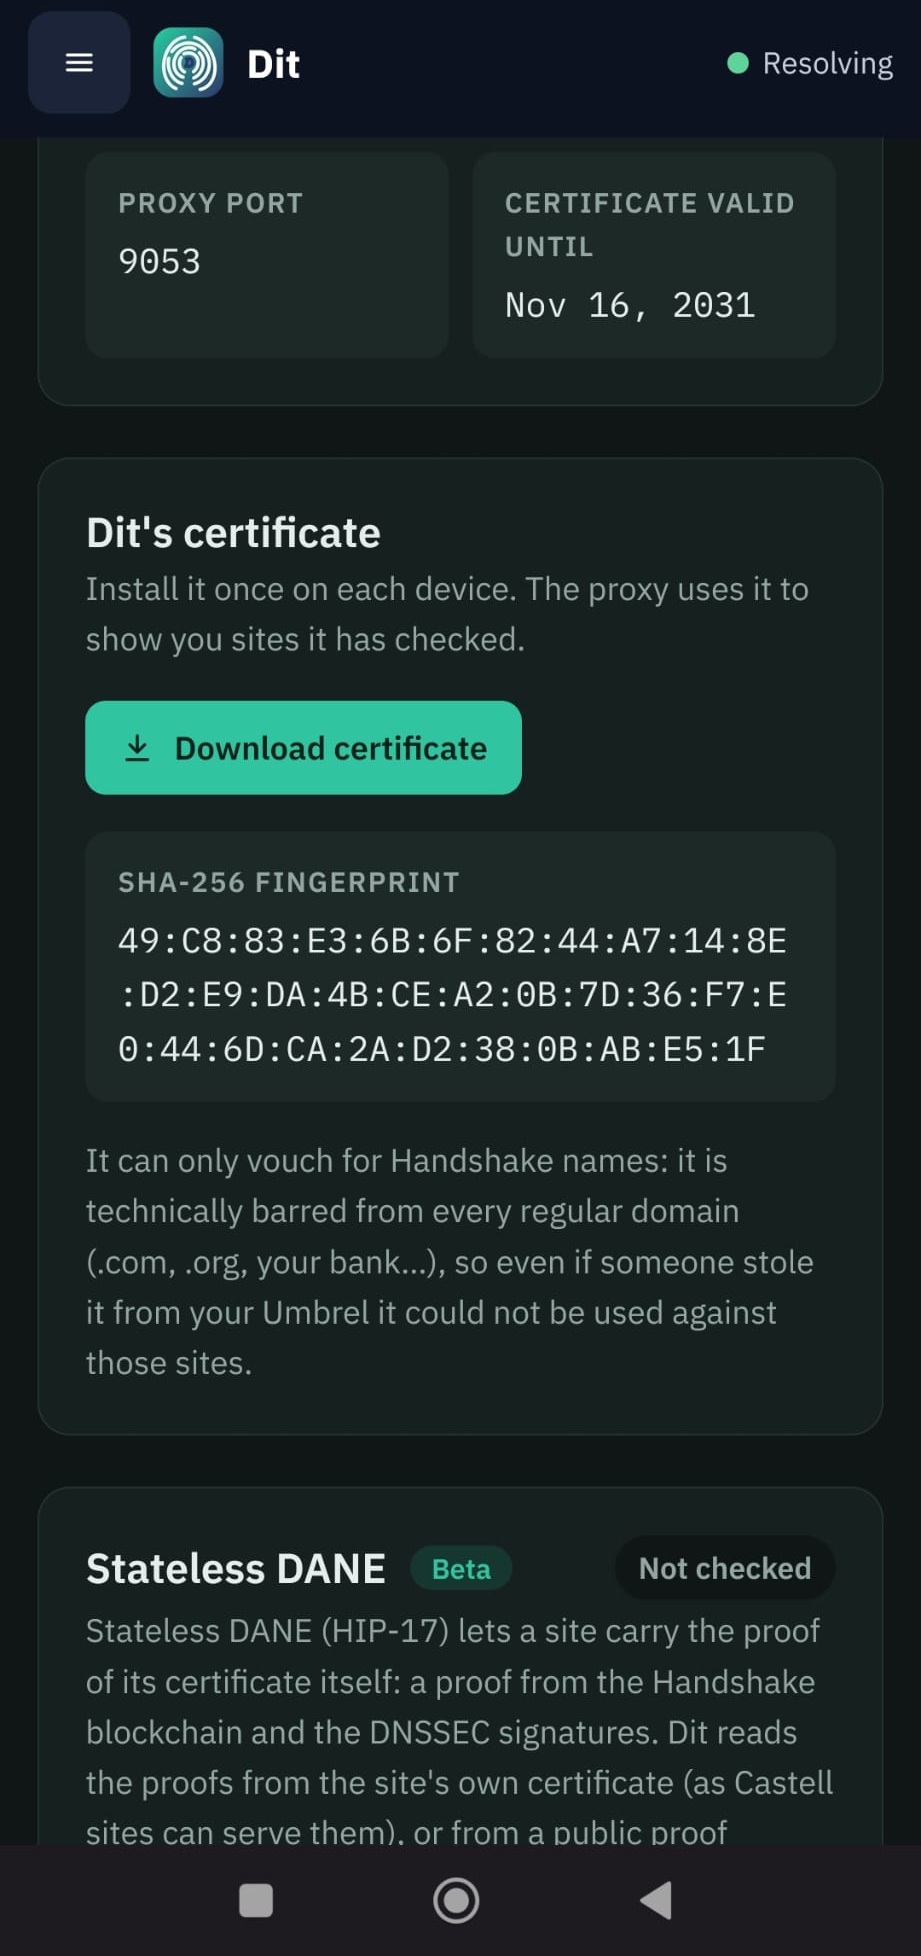 Dit
Resolving
PROXY PORT
9053
CERTIFICATE VALID
UNTIL
Nov 16, 2031
Dit's certificate
Install it once on each device. The proxy uses it to
show you sites it has checked.
Download certificate
SHA-256 FINGERPRINT
49:C8:83:E3:6B:6F:82:44:A7:14:8E
:D2:E9:DA:4B:CE:A2:0B:7D:36:F7:E
0:44:6D:CA:2A:D2:38:0B:AB:E5:1F
It can only vouch for Handshake names: it is
technically barred from every regular domain
(.com, .org, your bank...), so even if someone stole
it from your Umbrel it could not be used against
those sites.
Stateless DANE Beta Not checked
Stateless DANE (HIP-17) lets a site carry the proof
of its certificate itself: a proof from the Handshake
blockchain and the DNSSEC signatures. Dit reads
the proofs from the site's own certificate (as Castell
sites can serve them), or from a public proof